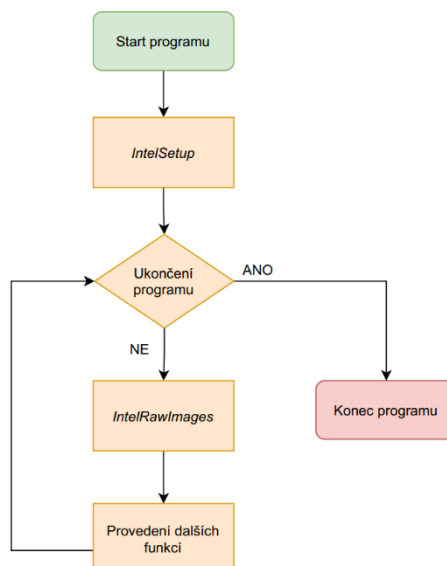 Start programu
IntelSetup
Ukončení
programu
ANO
NE
IntelRawImages
Konec programu
Provedení dalších
funkcí